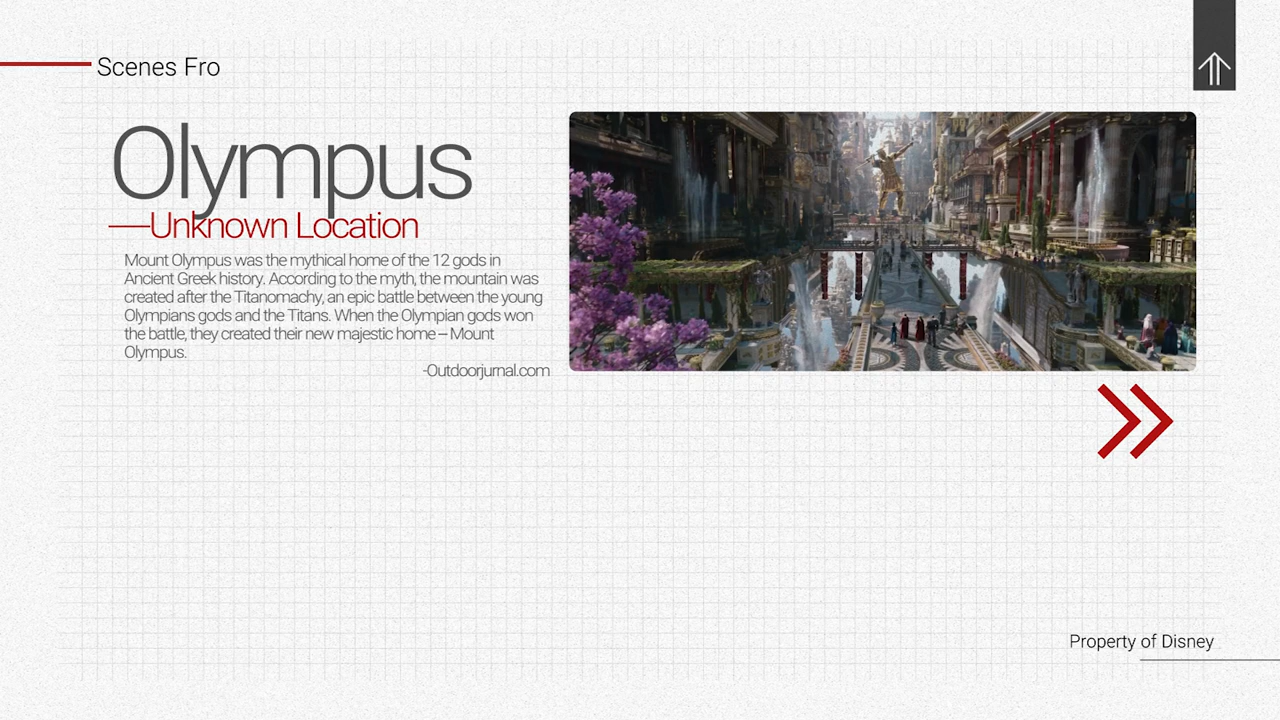 Scenes Fro
Olympus
—Unknown Location
Mount Olympus was the mythical home of the 12 gods in
Ancient Greek history. According to the myth, the mountain was
created after the Titanomachy, an epic battle between the young
Olympians gods and the Titans. When the Olympian gods won
the battle, they created their new majestic home – Mount
Olympus.
-Outdoorjournal.com
Property of Disney